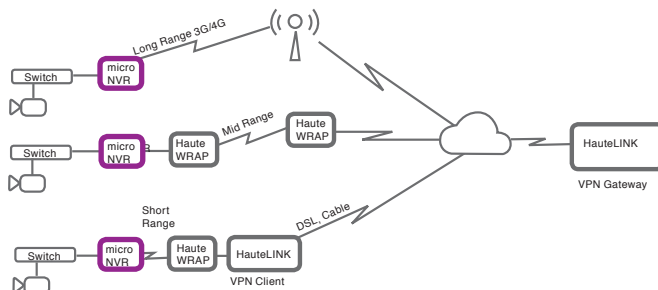 Long Range 3G/4G
micro
NVR
Switch
Mid Range
Haute
WRAP
HauteLINK
VPN Gateway
Switch
micro
NVR
R
Haute
WRAP
Short
Range
DSL, Cable
Switch
micro
NVR
Haute
WRAP
HauteLINK
VPN Client